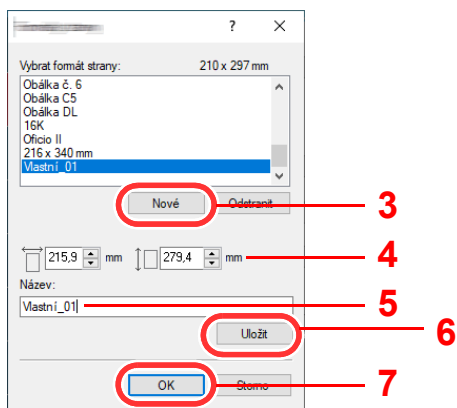 ?
Vybrat formát strany: 210 x 297 mm
Obálka č. 6
Obálka C5
Obálka DL
16K
Oficio II
216 x 340 mm
Vlastní_01
Nové Odstranit 3
215,9 mm 279,4 mm 4
Název:
Vlastní_01 5
Uložit 6
OK Storno 7